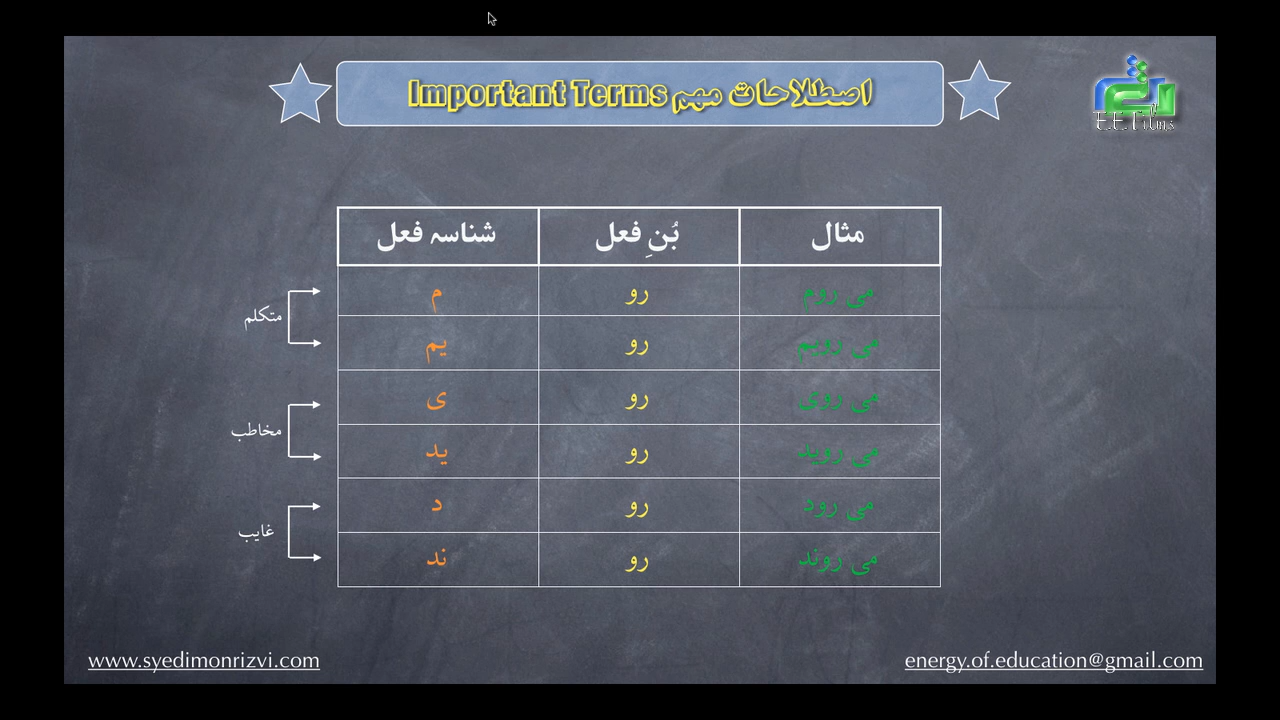 اصطلاحات مهم Important Terms
E.E.Films
مثال بُنِ فعل شناسہ فعل
می روم رو م
متکلم
می رویم رو یم
می روی رو ی
مخاطب
می روید رو ید
می رود رو د
غایب
می روند رو ند
www.syedimonrizvi.com energy.of.education@gmail.com